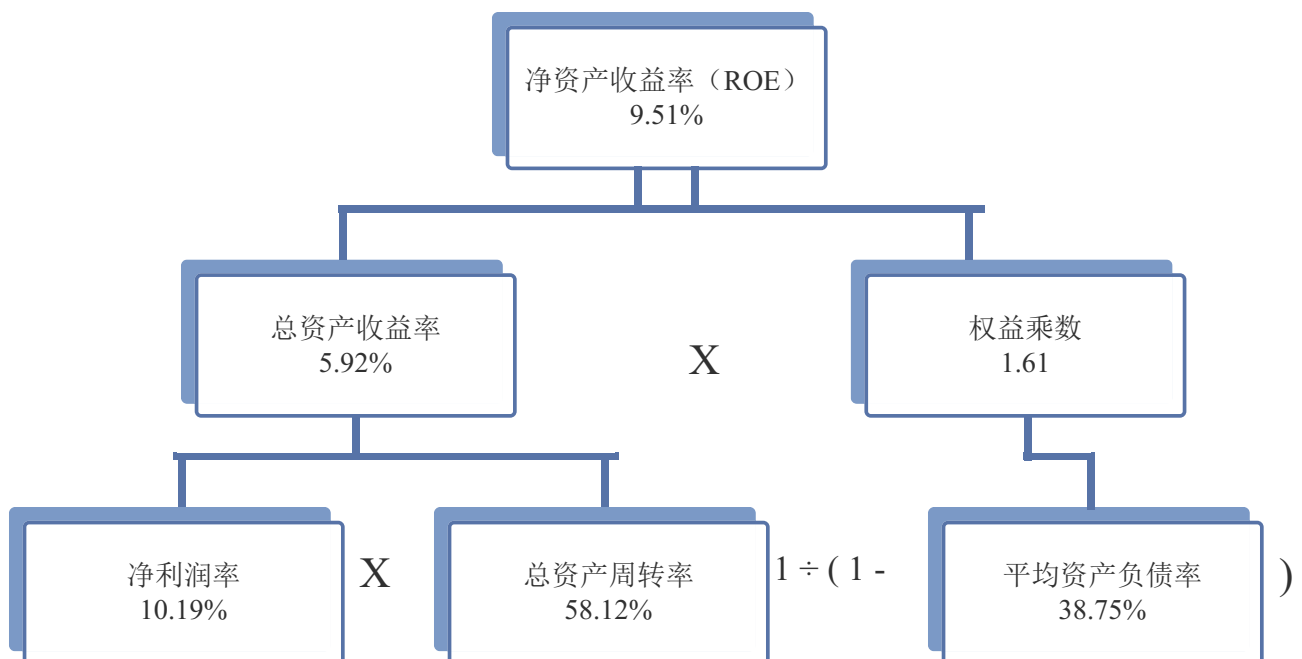 净资产收益率（ROE）
9.51%
总资产收益率
5.92%
X
权益乘数
1.61
净利润率
10.19%
X
总资产周转率
58.12%
1 ÷ ( 1 -
平均资产负债率
38.75%
)